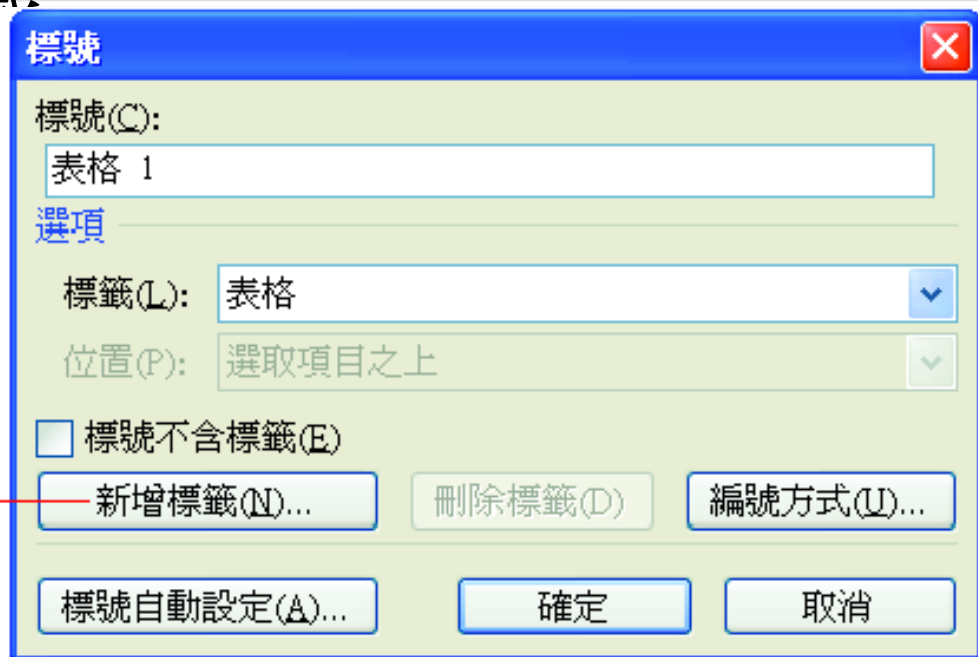 標號
標號(C):
表格 1
選項
標籤(L): 表格
位置(P): 選取項目之上
標號不含標籤(E)
新增標籤(N)... 刪除標籤(D) 編號方式(U)...
標號自動設定(A)... 確定 取消